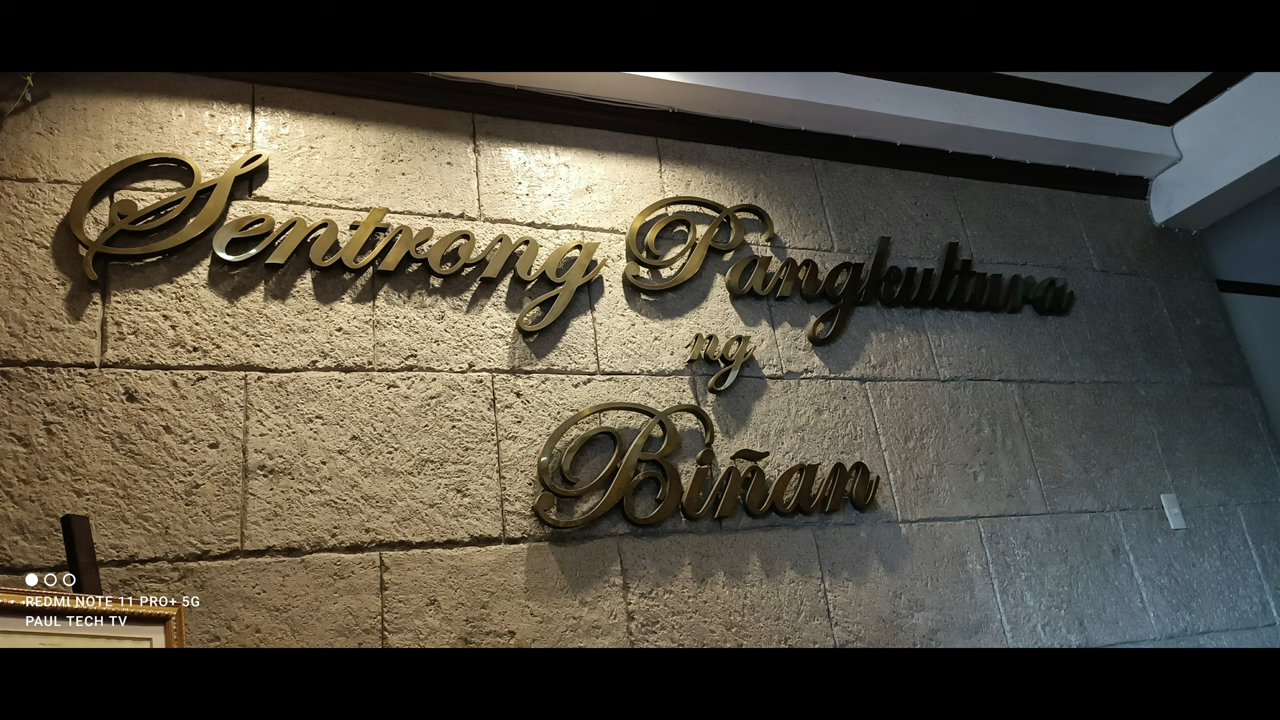 Sentrong Pangkultura
ng
Biñan
REDMI NOTE 11 PRO+ 5G
PAUL TECH TV